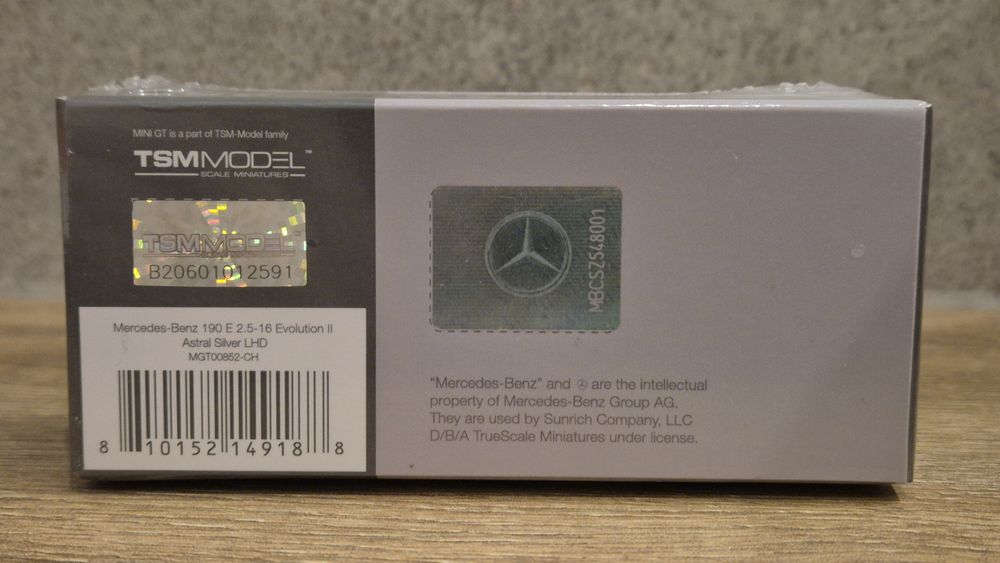 MINI GT is a part of TSM-Model family
TSMMODEL™
SCALE MINIATURES
TSMMODEL
B20601012591
Mercedes-Benz 190 E 2.5-16 Evolution II
Astral Silver LHD
MGT00852-CH
8 10152 14918 8
MBCSZ548001
"Mercedes-Benz" and are the intellectual
property of Mercedes-Benz Group AG.
They are used by Sunrich Company, LLC
D/B/A TrueScale Miniatures under license.